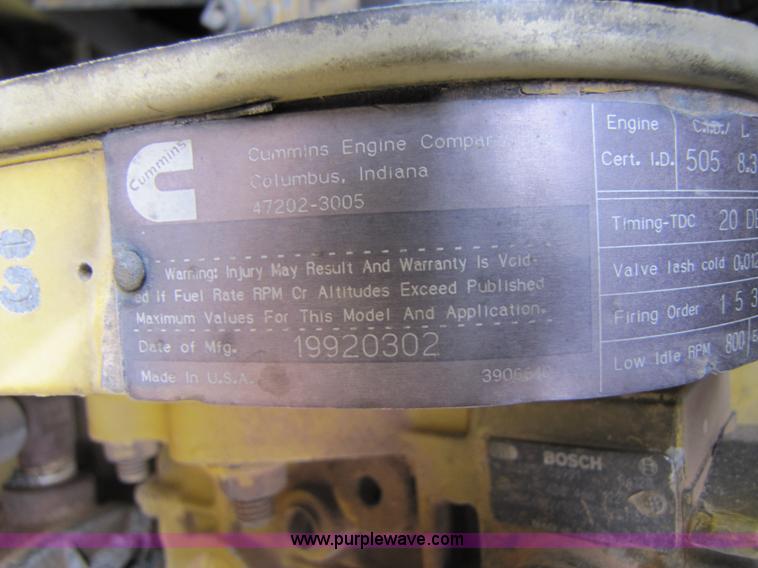 Cummins
Cummins Engine
Columbus, Indiana
47202-3005
Warning: Injury May Result And Warranty Is Void-
ed If Fuel Rate RPM Or Altitudes Exceed Published
Maximum Values For This Model And Application.
Date of Mfg. 19920302
Made In U.S.A.
Engine
Cert. I.D.
C.I.D./ L
505 8.3
Timing-TDC 20
Valve lash cold
Firing Order 1 5 3
Low Idle RPM 800
BOSCH
www.purplewave.com